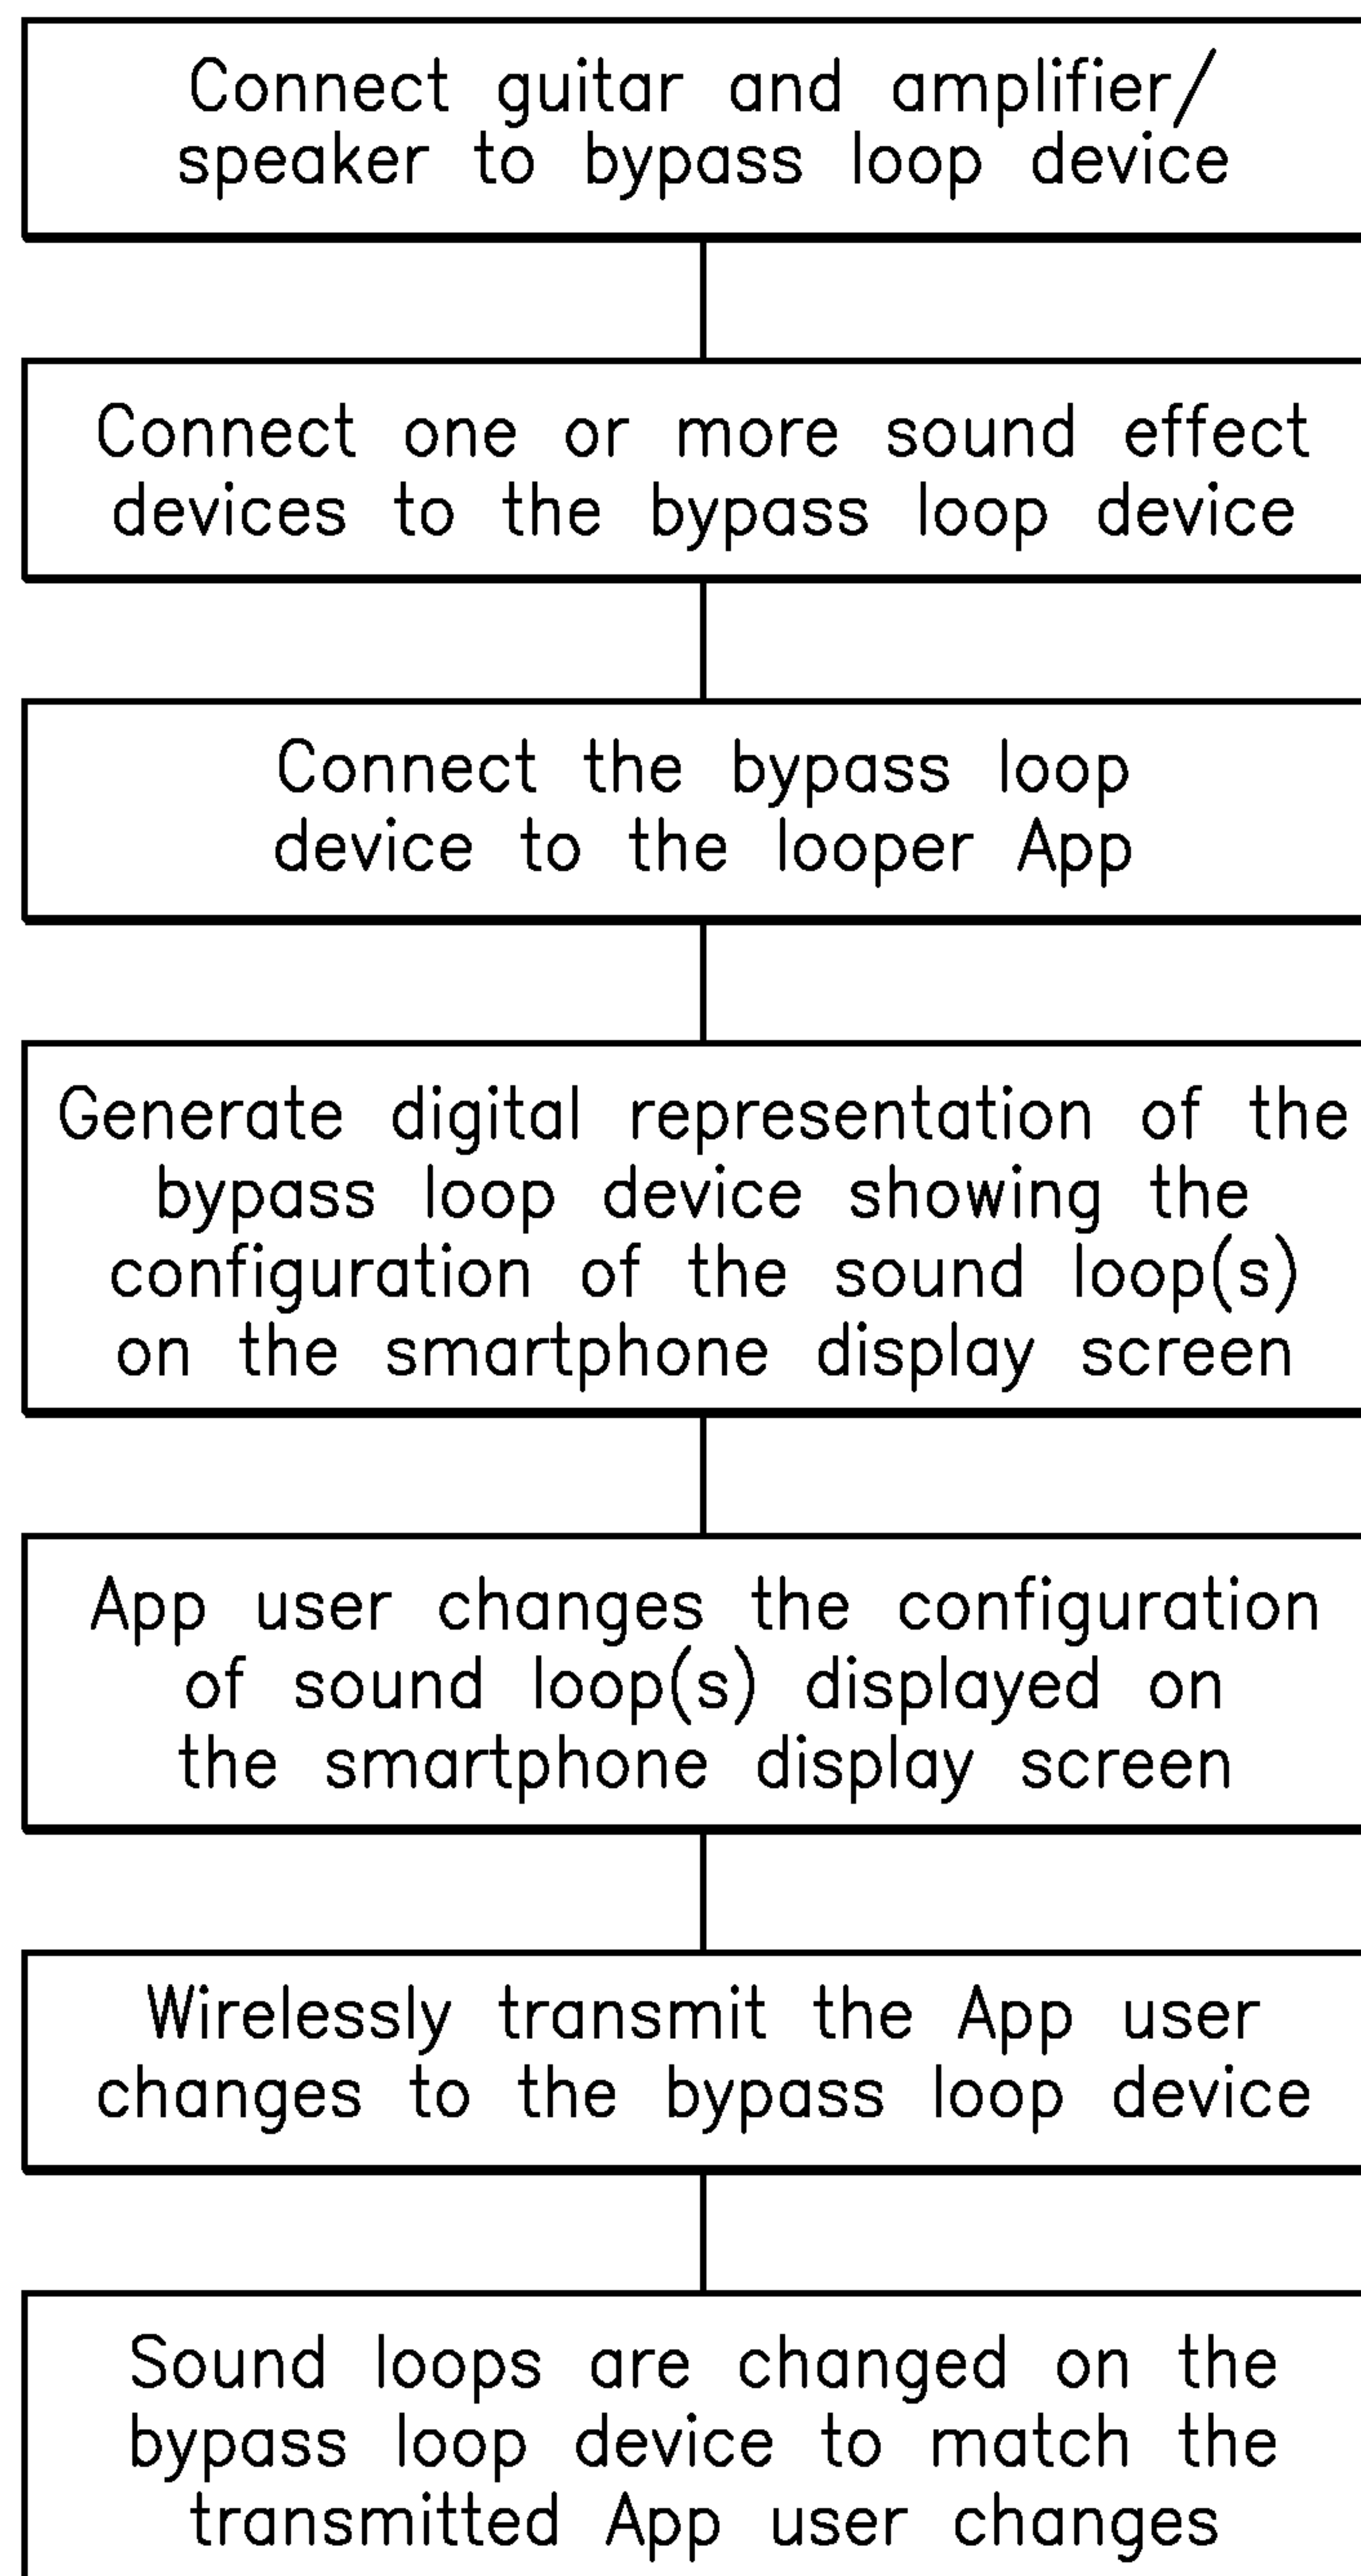 Connect guitar and amplifier/
speaker to bypass loop device
Connect one or more sound effect
devices to the bypass loop device
Connect the bypass loop
device to the looper App
Generate digital representation of the
bypass loop device showing the
configuration of the sound loop(s)
on the smartphone display screen
App user changes the configuration
of sound loop(s) displayed on
the smartphone display screen
Wirelessly transmit the App user
changes to the bypass loop device
Sound loops are changed on the
bypass loop device to match the
transmitted App user changes